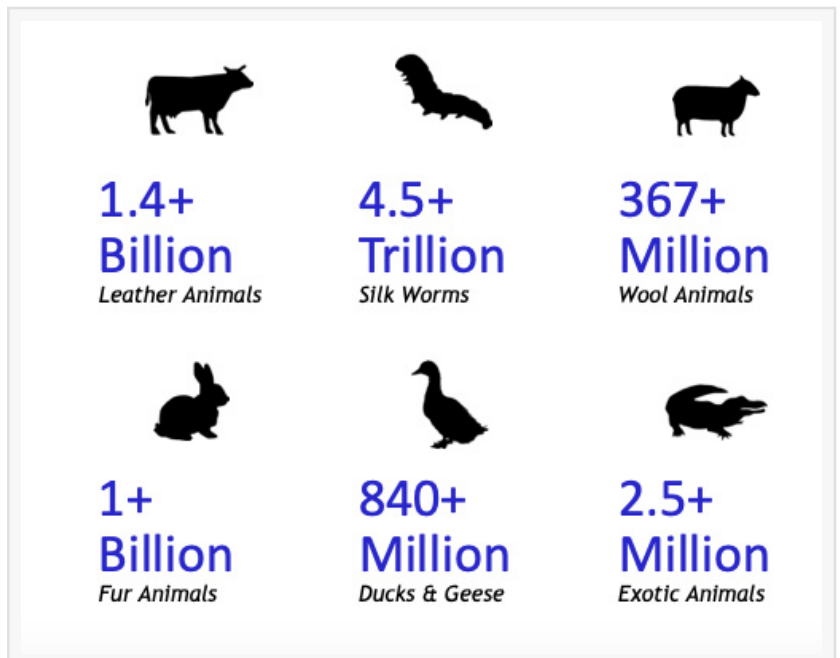 1.4+
Billion
Leather Animals
4.5+
Trillion
Silk Worms
367+
Million
Wool Animals
1+
Billion
Fur Animals
840+
Million
Ducks & Geese
2.5+
Million
Exotic Animals